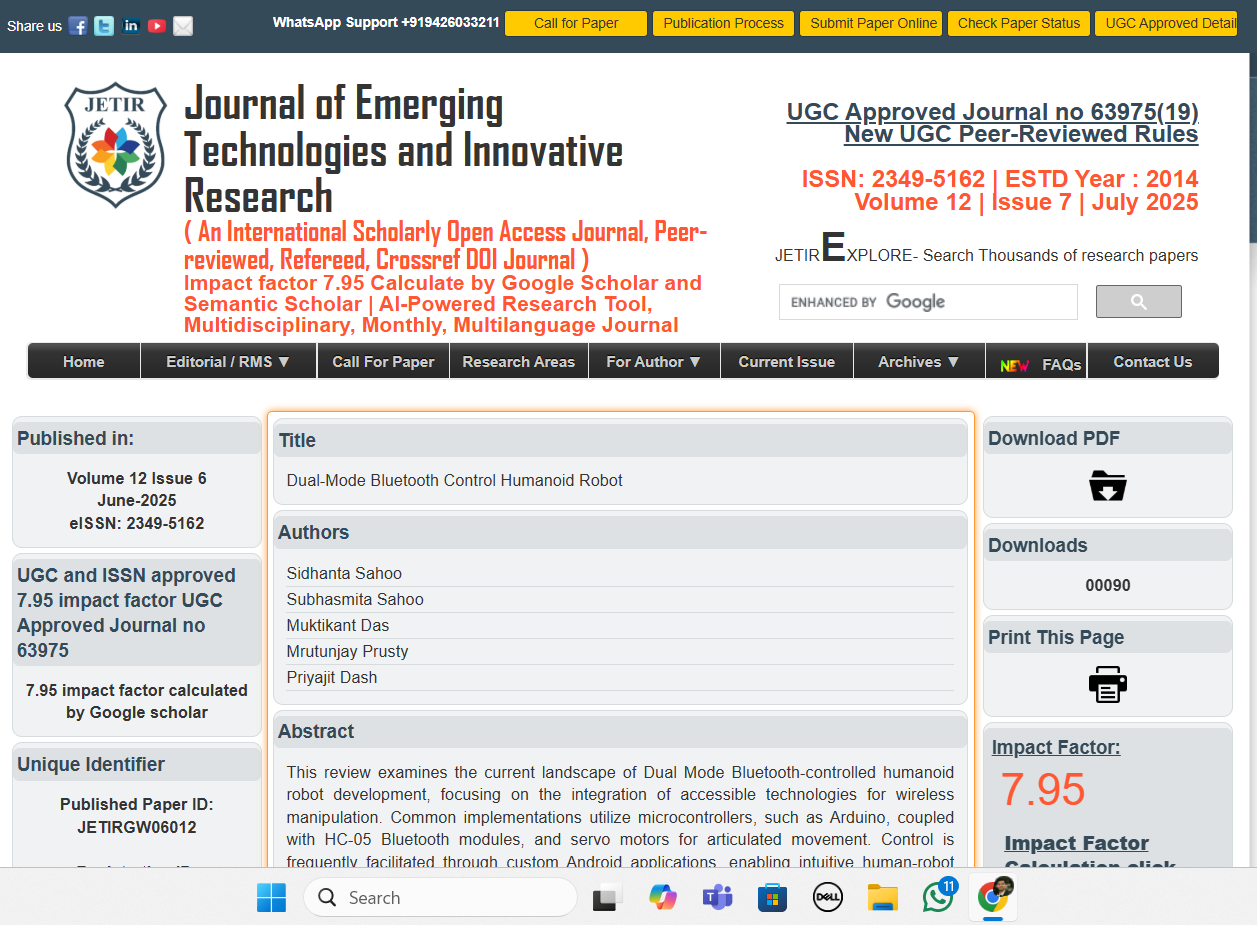 Share us
WhatsApp Support +919426033211
Call for Paper
Publication Process
Submit Paper Online
Check Paper Status
UGC Approved Detail
JETIR
Journal of Emerging
Technologies and Innovative
Research
( An International Scholarly Open Access Journal, Peer-
reviewed, Refereed, Crossref DOI Journal )
Impact factor 7.95 Calculate by Google Scholar and
Semantic Scholar | AI-Powered Research Tool,
Multidisciplinary, Monthly, Multilanguage Journal
UGC Approved Journal no 63975(19)
New UGC Peer-Reviewed Rules
ISSN: 2349-5162 | ESTD Year : 2014
Volume 12 | Issue 7 | July 2025
JETIREXPLORE- Search Thousands of research papers
ENHANCED BY Google
Home
Editorial / RMS ▼
Call For Paper
Research Areas
For Author ▼
Current Issue
Archives ▼
NEW FAQs
Contact Us
Published in:
Volume 12 Issue 6
June-2025
eISSN: 2349-5162
UGC and ISSN approved
7.95 impact factor UGC
Approved Journal no
63975
7.95 impact factor calculated
by Google scholar
Unique Identifier
Published Paper ID:
JETIRGW06012
Title
Dual-Mode Bluetooth Control Humanoid Robot
Authors
Sidhanta Sahoo
Subhasmita Sahoo
Muktikant Das
Mrutunjay Prusty
Priyajit Dash
Abstract
This review examines the current landscape of Dual Mode Bluetooth-controlled humanoid
robot development, focusing on the integration of accessible technologies for wireless
manipulation. Common implementations utilize microcontrollers, such as Arduino, coupled
with HC-05 Bluetooth modules, and servo motors for articulated movement. Control is
frequently facilitated through custom Android applications, enabling intuitive human-robot
Download PDF
Downloads
00090
Print This Page
Impact Factor:
7.95
Impact Factor
Calculation click
Search
DELL
11